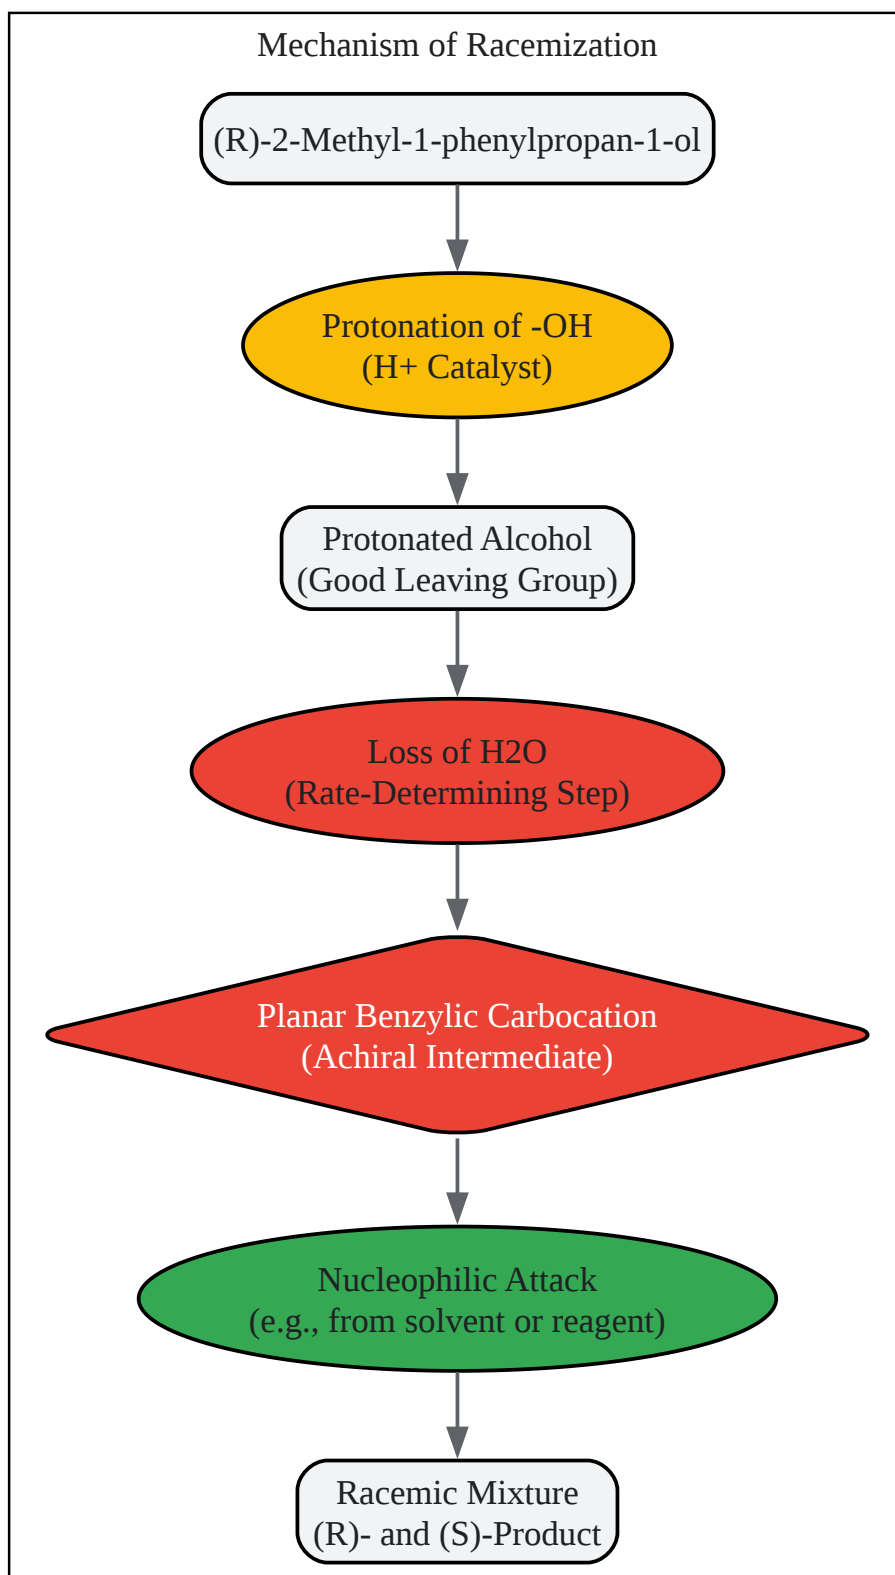 Mechanism of Racemization
(R)-2-Methyl-1-phenylpropan-1-ol
Protonation of -OH
(H+ Catalyst)
Protonated Alcohol
(Good Leaving Group)
Loss of H2O
(Rate-Determining Step)
Planar Benzylic Carbocation
(Achiral Intermediate)
Nucleophilic Attack
(e.g., from solvent or reagent)
Racemic Mixture
(R)- and (S)-Product